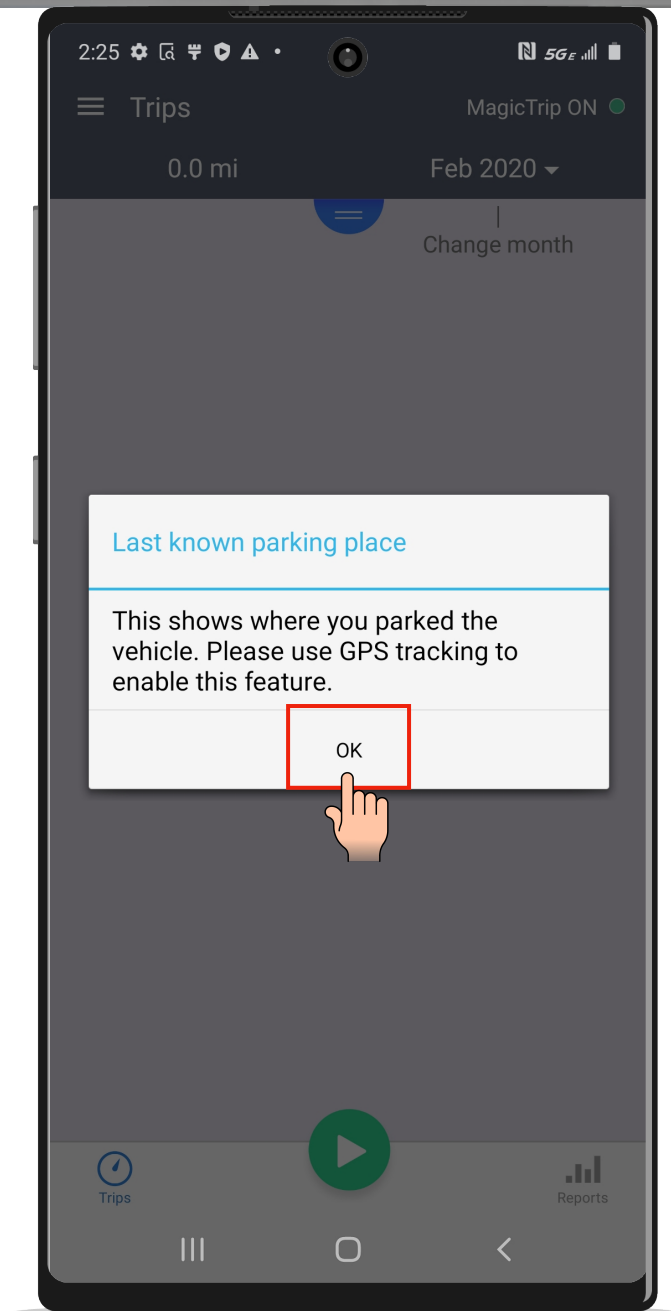 2:25 5GE
Trips MagicTrip ON
0.0 mi Feb 2020
Change month
Last known parking place
This shows where you parked the
vehicle. Please use GPS tracking to
enable this feature.
OK
Trips Reports